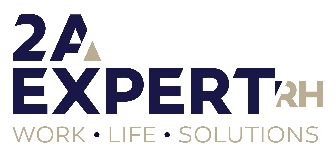 2A
EXPERT RH
WORK • LIFE • SOLUTIONS